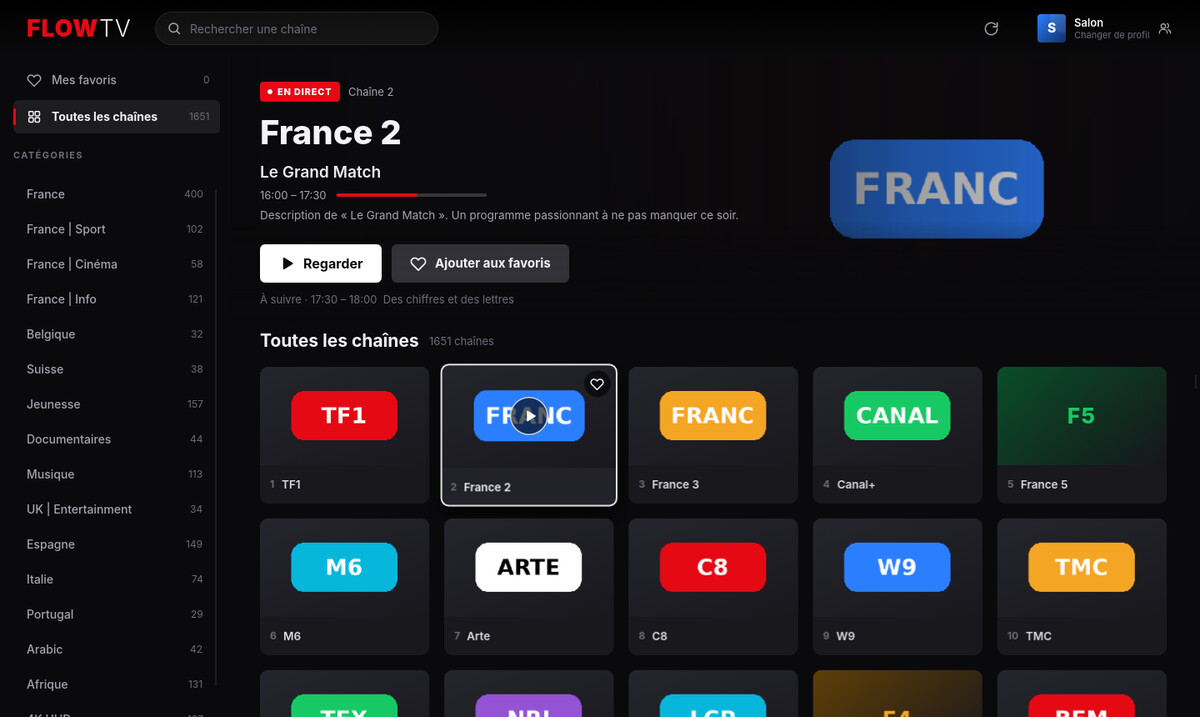 FLOWTV
Rechercher une chaîne
S
Salon
Changer de profil
Mes favoris 0
Toutes les chaînes 1651
CATÉGORIES
France 400
France | Sport 102
France | Cinéma 58
France | Info 121
Belgique 32
Suisse 38
Jeunesse 157
Documentaires 44
Musique 113
UK | Entertainment 34
Espagne 149
Italie 74
Portugal 29
Arabic 42
Afrique 131
EN DIRECT Chaîne 2
France 2
Le Grand Match
16:00 – 17:30
Description de « Le Grand Match ». Un programme passionnant à ne pas manquer ce soir.
Regarder
Ajouter aux favoris
À suivre · 17:30 – 18:00 Des chiffres et des lettres
FRANC
Toutes les chaînes 1651 chaînes
TF1
1 TF1
FRANC
2 France 2
FRANC
3 France 3
CANAL
4 Canal+
F5
5 France 5
M6
6 M6
ARTE
7 Arte
C8
8 C8
W9
9 W9
TMC
10 TMC